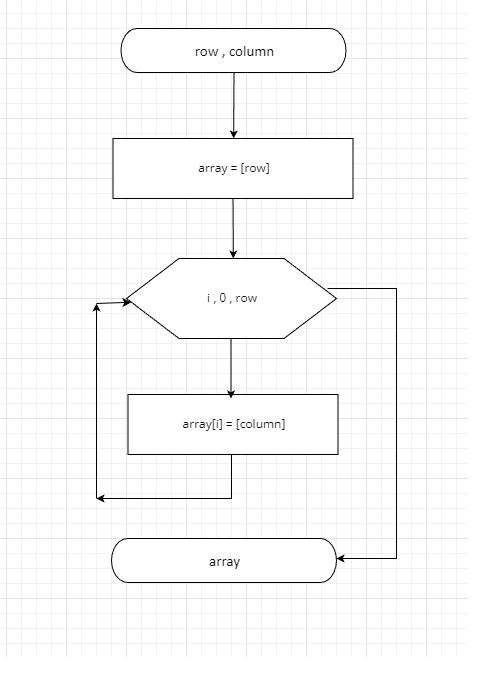 row , column
array = [row]
i , 0 , row
array[i] = [column]
array